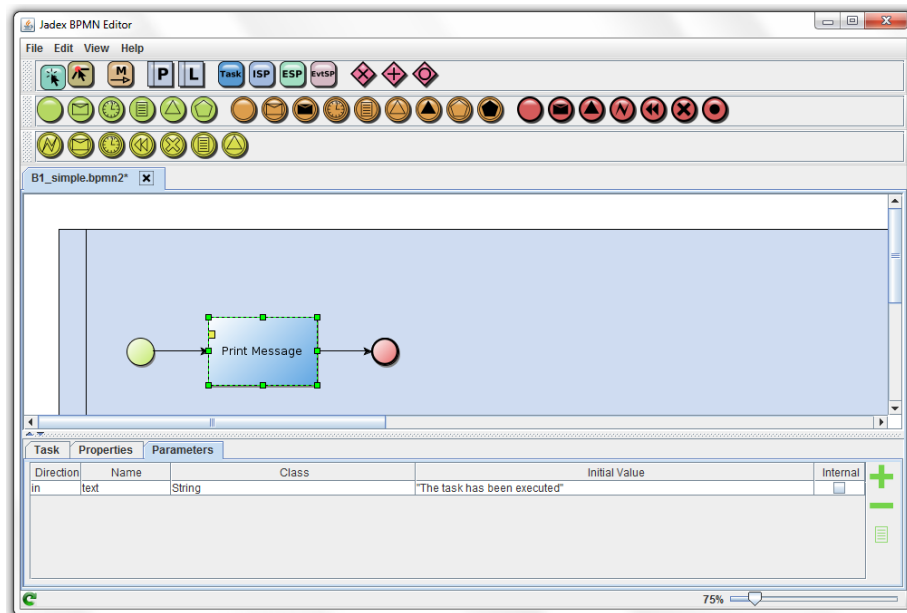 Jadex BPMN Editor
File Edit View Help
M P L Task ISP ESP EvtSP
B1_simple.bpmn2*
Print Message
Task Properties Parameters
Direction Name Class Initial Value Internal
in text String "The task has been executed"
75%